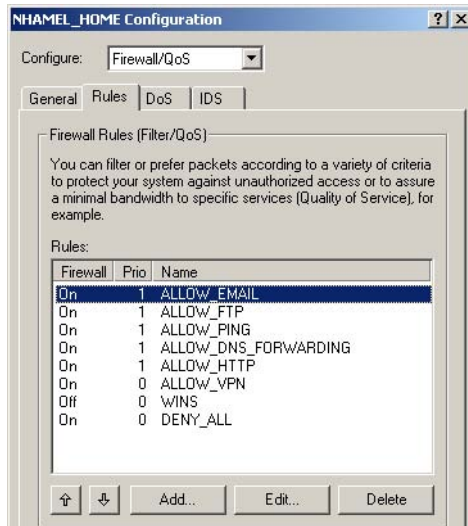 NHAMEL_HOME Configuration
Configure: Firewall/QoS
General Rules DoS IDS
Firewall Rules (Filter/QoS)
You can filter or prefer packets according to a variety of criteria
to protect your system against unauthorized access or to assure
a minimal bandwidth to specific services (Quality of Service), for
example.
Rules:
Firewall Prio Name
On 1 ALLOW_EMAIL
On 1 ALLOW_FTP
On 1 ALLOW_PING
On 1 ALLOW_DNS_FORWARDING
On 1 ALLOW_HTTP
On 0 ALLOW_VPN
Off 0 WINS
On 0 DENY_ALL
Add... Edit... Delete